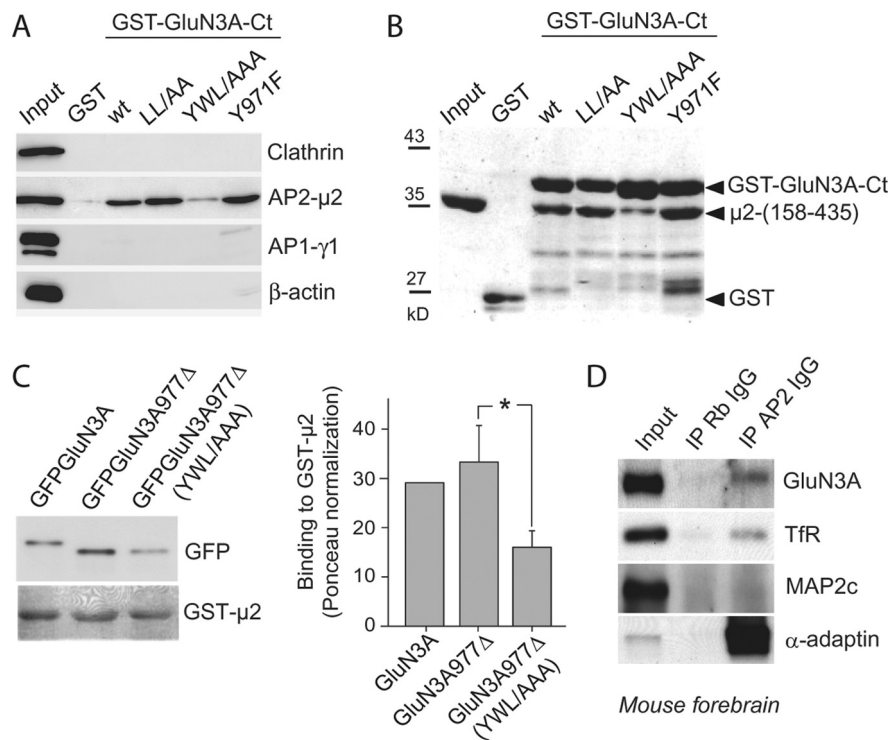 A
GST-GluN3A-Ct
Input
GST
wt
LL/AA
YWL/AAA
Y971F
Clathrin
AP2-μ2
AP1-γ1
β-actin
B
GST-GluN3A-Ct
Input
GST
wt
LL/AA
YWL/AAA
Y971F
43
35
27
kD
GST-GluN3A-Ct
μ2-(158-435)
GST
C
GFPGluN3A
GFPGluN3A977Δ
GFPGluN3A977Δ
(YWL/AAA)
GFP
GST-μ2
Binding to GST-μ2
(Ponceau normalization)
40
30
20
10
0
*
GluN3A
GluN3A977Δ
GluN3A977Δ
(YWL/AAA)
D
Input
IP Rb IgG
IP AP2 IgG
GluN3A
TfR
MAP2c
α-adaptin
Mouse forebrain